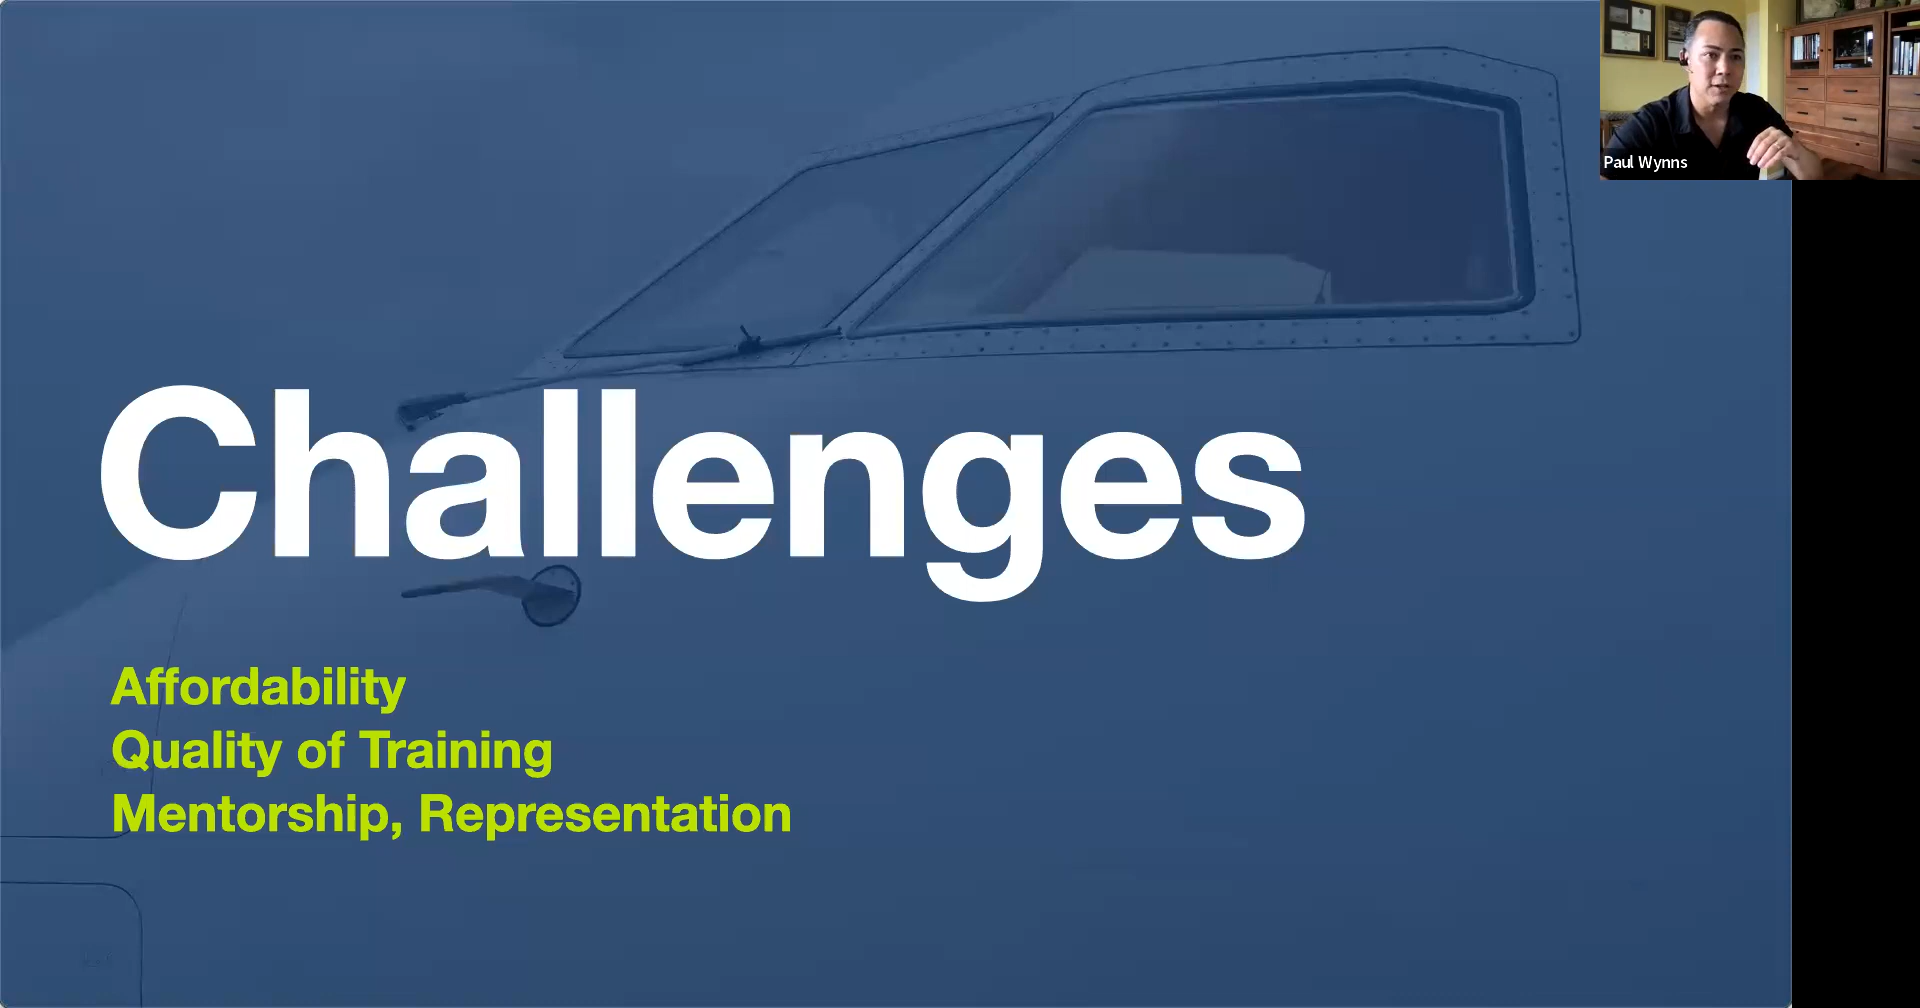 Paul Wynns
Challenges
Affordability
Quality of Training
Mentorship, Representation